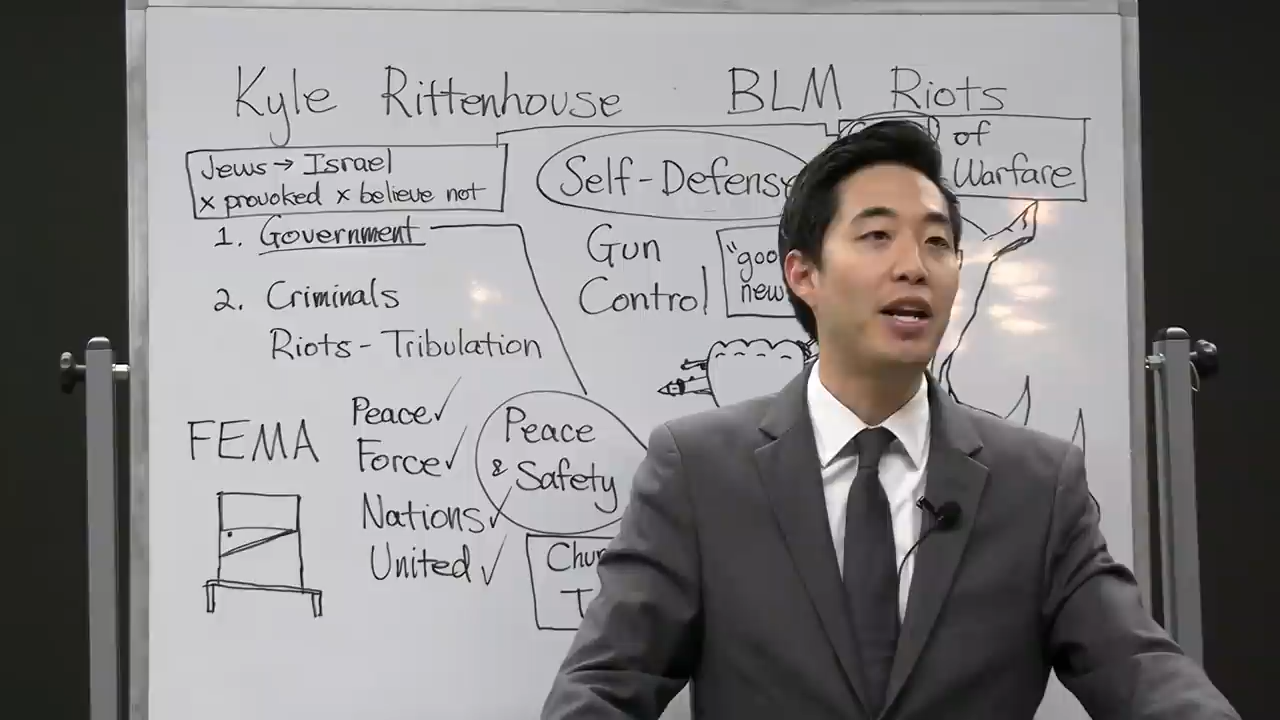 Kyle Rittenhouse BLM Riots
Jews → Israel
x provoked x believe not
1. Government
2. Criminals
Riots - Tribulation
Self-Defense
of
Warfare
Gun
Control
FEMA
Peace ✓
Force ✓
Nations ✓
United ✓
Peace
& Safety